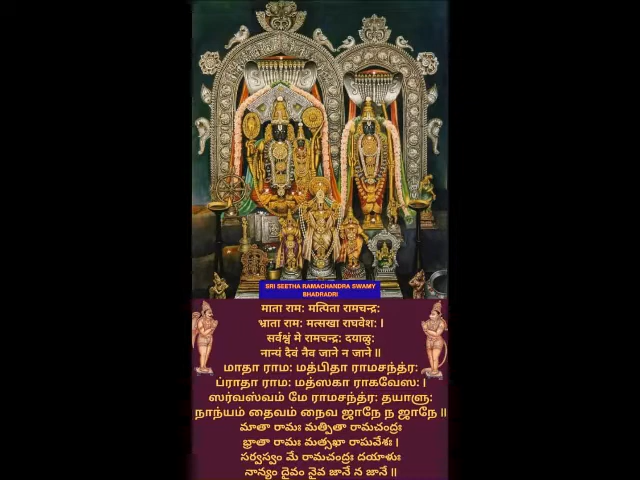 SRI SEETHA RAMACHANDRA SWAMY
BHADRADRI
माता राम: मत्पिता रामचन्द्र:
भ्राता राम: मत्सखा राघवेश: ।
सर्वश्वं मे रामचन्द्र: दयाळु:
नान्यं दैवं नैव जाने न जाने ॥
மாதா ராம: மத்பிதா ராமசந்த்ர:
ப்ராதா ராம: மத்ஸகா ராகவேஸ: ।
ஸர்வஸ்வம் மே ராமசந்த்ர: தயாளு:
நாந்யம் தைவம் நைவ ஜாநே ந ஜாநே ॥
మాతా రామః మత్పితా రామచంద్రః
భ్రాతా రామః మత్సఖా రాఘవేశః ।
సర్వస్వం మే రామచంద్రః దయాళుః
నాన్యం దైవం నైవ జానే న జానే ॥